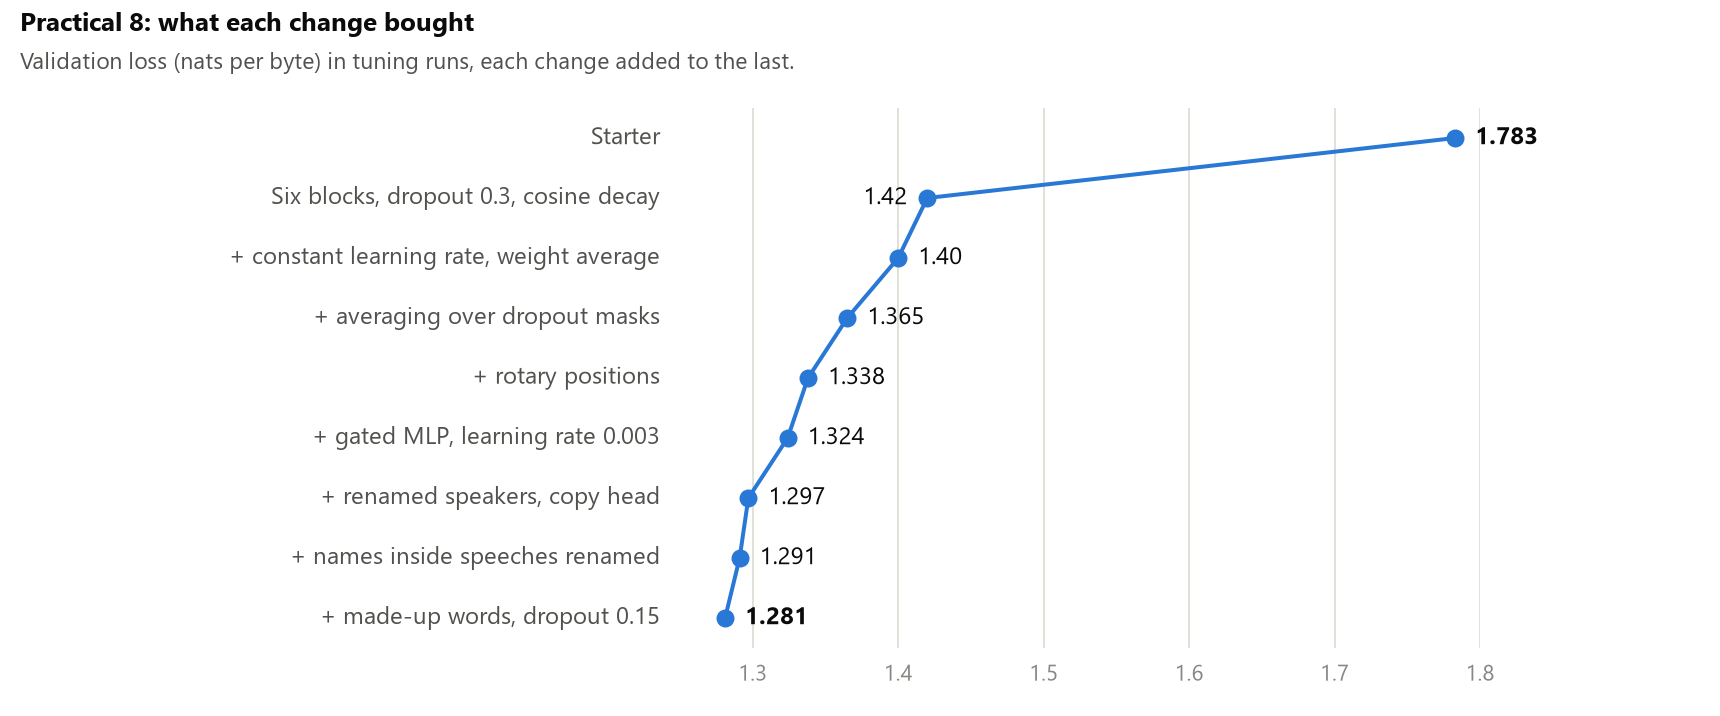 Practical 8: what each change bought
Validation loss (nats per byte) in tuning runs, each change added to the last.
Starter 1.783
Six blocks, dropout 0.3, cosine decay 1.42
+ constant learning rate, weight average 1.40
+ averaging over dropout masks 1.365
+ rotary positions 1.338
+ gated MLP, learning rate 0.003 1.324
+ renamed speakers, copy head 1.297
+ names inside speeches renamed 1.291
+ made-up words, dropout 0.15 1.281
1.3 1.4 1.5 1.6 1.7 1.8